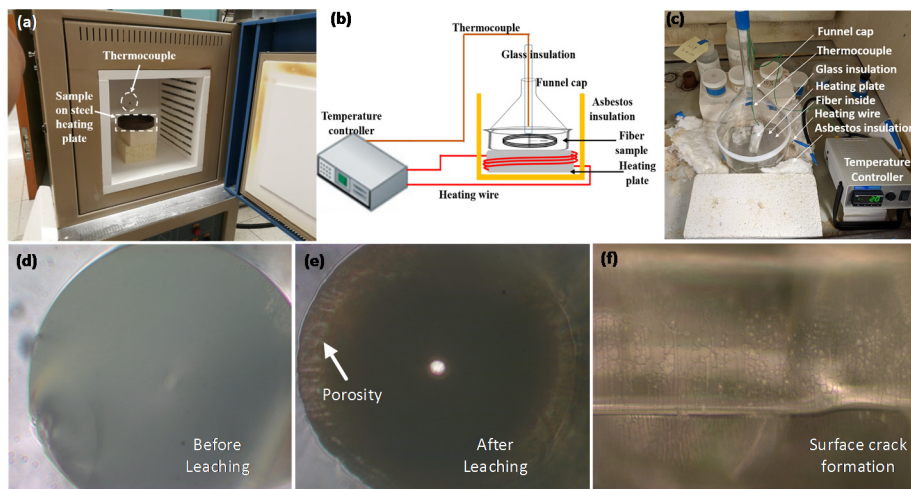 (a)
Thermocouple
Sample
on steel
heating
plate
(b)
Thermocouple
Glass insulation
Funnel cap
Asbestos
insulation
Temperature
controller
Fiber
sample
Heating
plate
Heating wire
(c)
Funnel cap
Thermocouple
Glass insulation
Heating plate
Fiber inside
Heating wire
Asbestos insulation
Temperature
Controller
20
(d)
Before
Leaching
(e)
Porosity
After
Leaching
(f)
Surface crack
formation